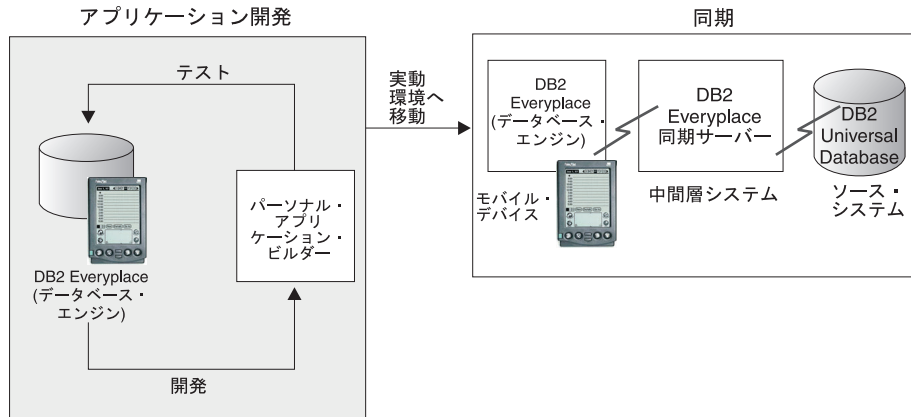 アプリケーション開発
テスト
DB2 Everyplace
(データベース・
エンジン)
パーソナル・
アプリ
ケーション・
ビルダー
開発
実動
環境へ
移動
同期
DB2
Everyplace
(データベース・
エンジン)
モバイル・
デバイス
DB2
Everyplace
同期サーバー
中間層システム
DB2
Universal
Database
ソース・
システム